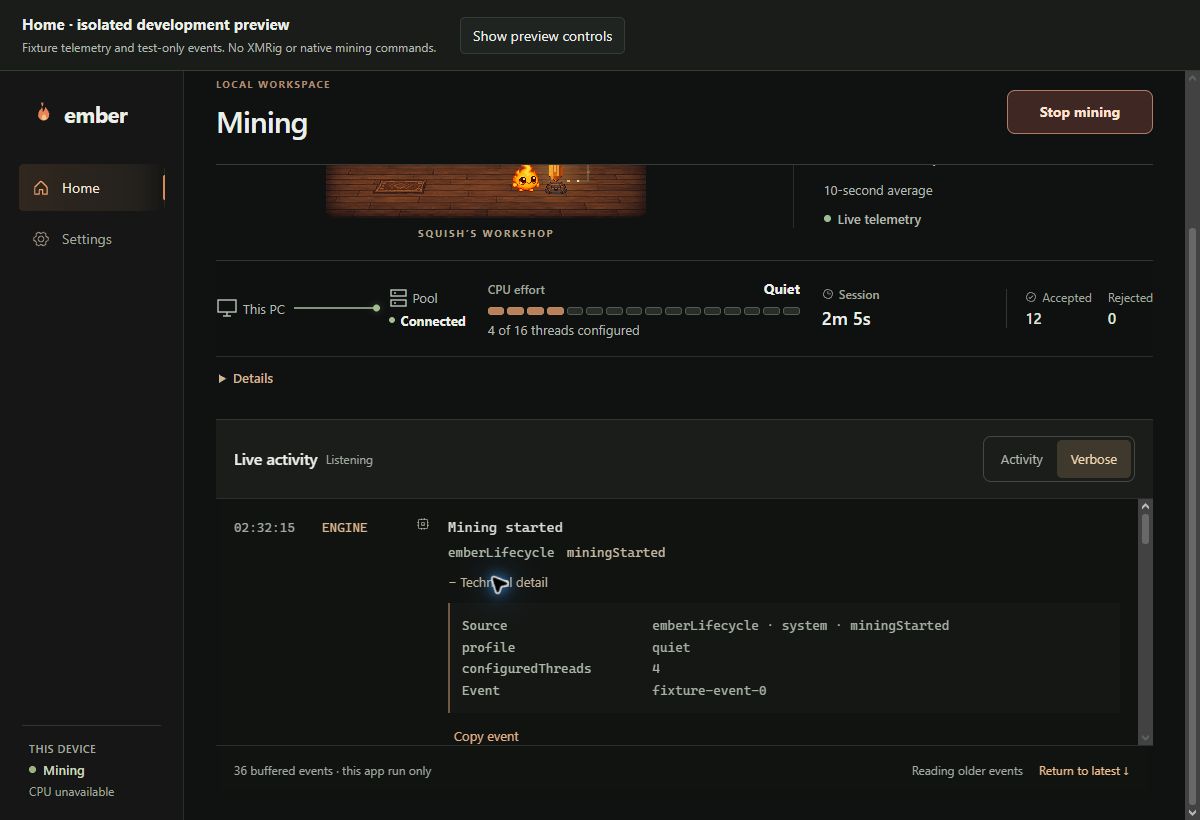 Home · isolated development preview
Fixture telemetry and test-only events. No XMRig or native mining commands.
Show preview controls
ember
Home
Settings
THIS DEVICE
Mining
CPU unavailable
LOCAL WORKSPACE
Mining
Stop mining
SQUISH'S WORKSHOP
10-second average
Live telemetry
This PC
Pool
Connected
CPU effort
Quiet
4 of 16 threads configured
Session
2m 5s
Accepted
12
Rejected
0
Details
Live activity Listening
Activity
Verbose
02:32:15 ENGINE Mining started
emberLifecycle miningStarted
− detail
Source emberLifecycle · system · miningStarted
profile quiet
configuredThreads 4
Event fixture-event-0
Copy event
36 buffered events · this app run only
Reading older events
Return to latest ↓